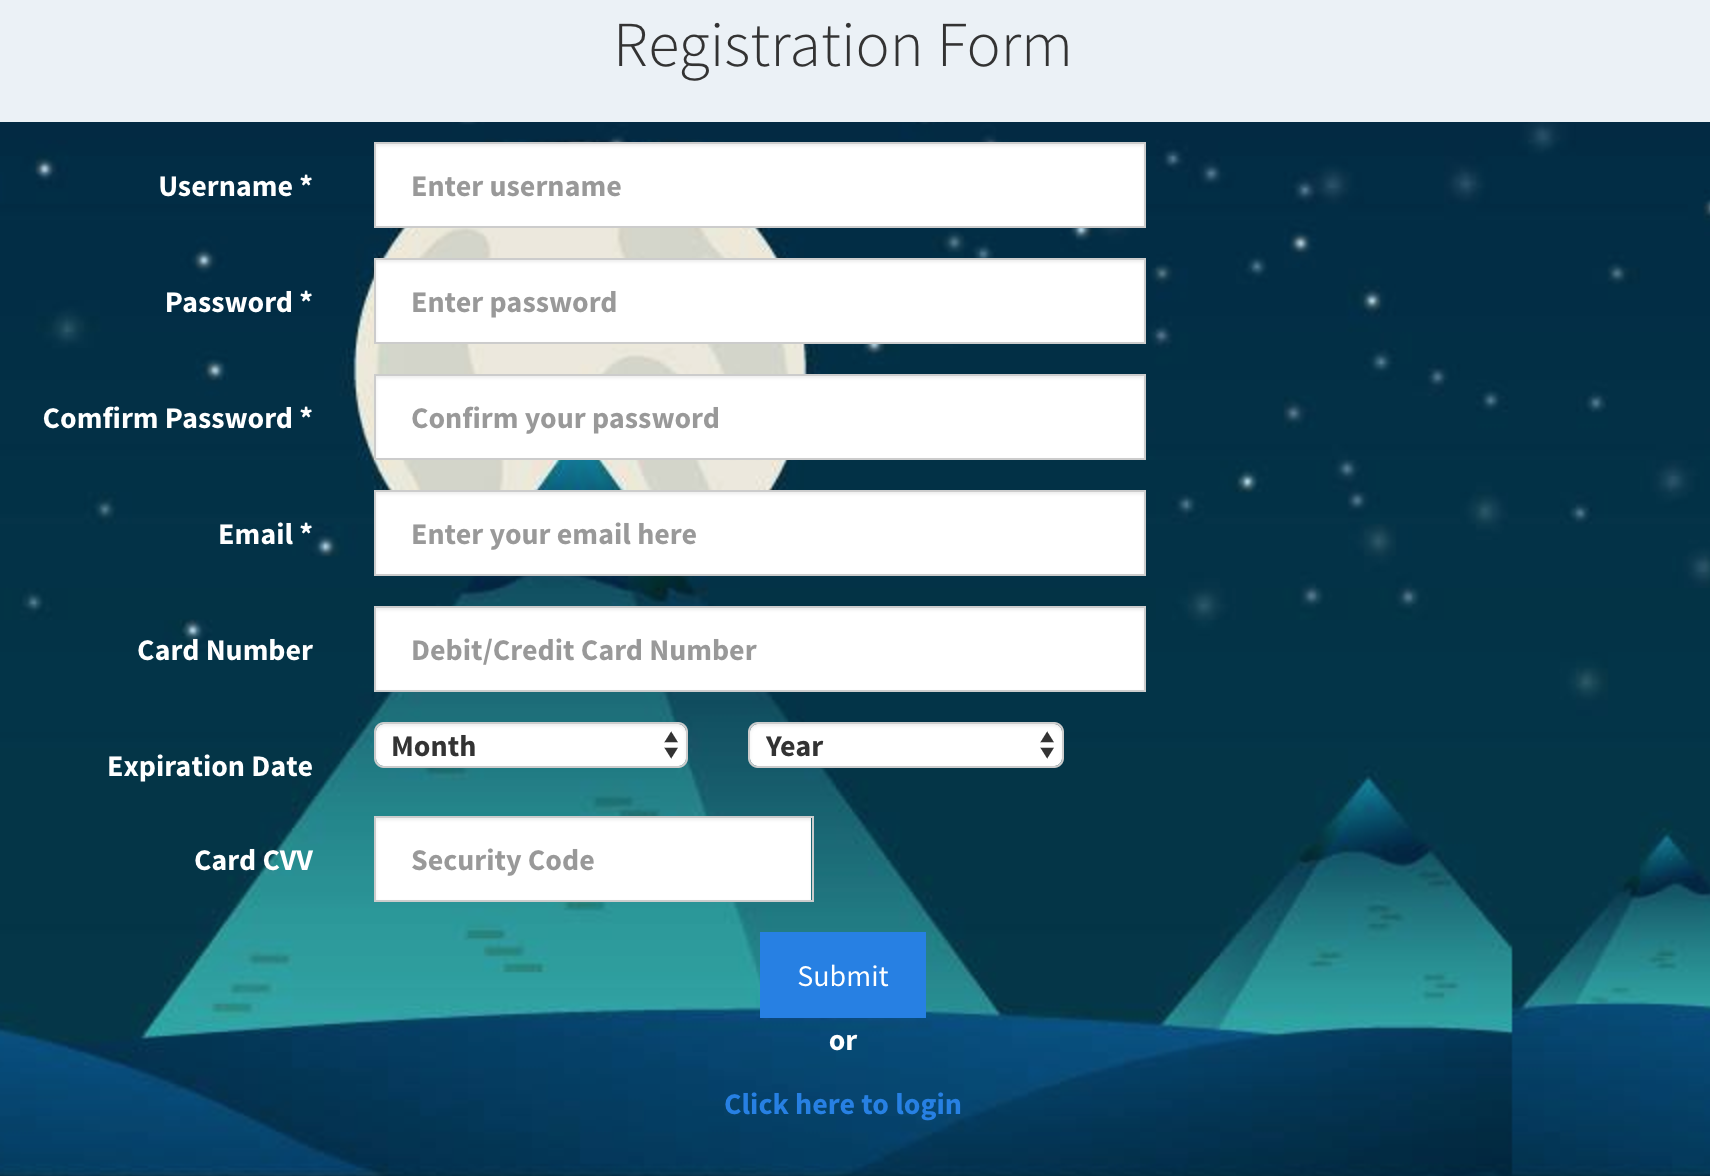 Registration Form
Username *
Enter username
Password *
Enter password
Comfirm Password *
Confirm your password
Email *
Enter your email here
Card Number
Debit/Credit Card Number
Expiration Date
Month
Year
Card CVV
Security Code
Submit
or
Click here to login